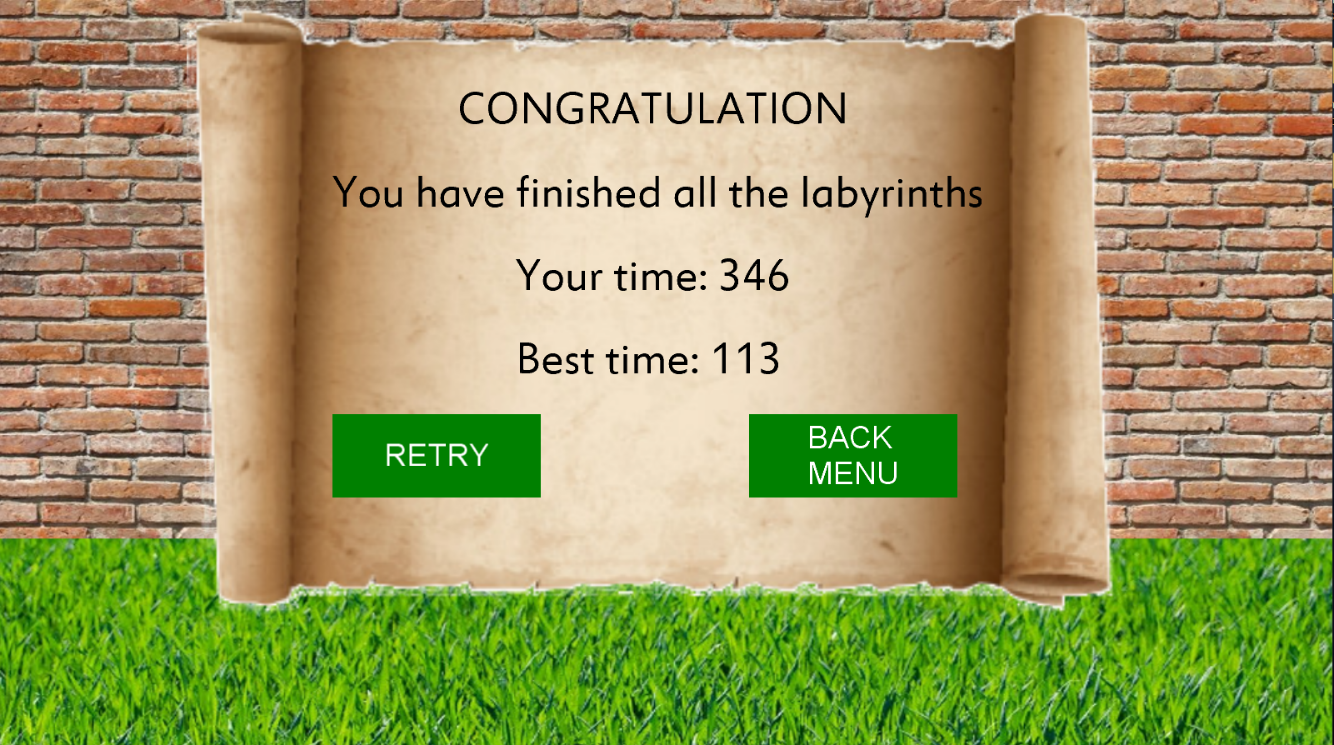 CONGRATULATION
You have finished all the labyrinths
Your time: 346
Best time: 113
RETRY
BACK
MENU